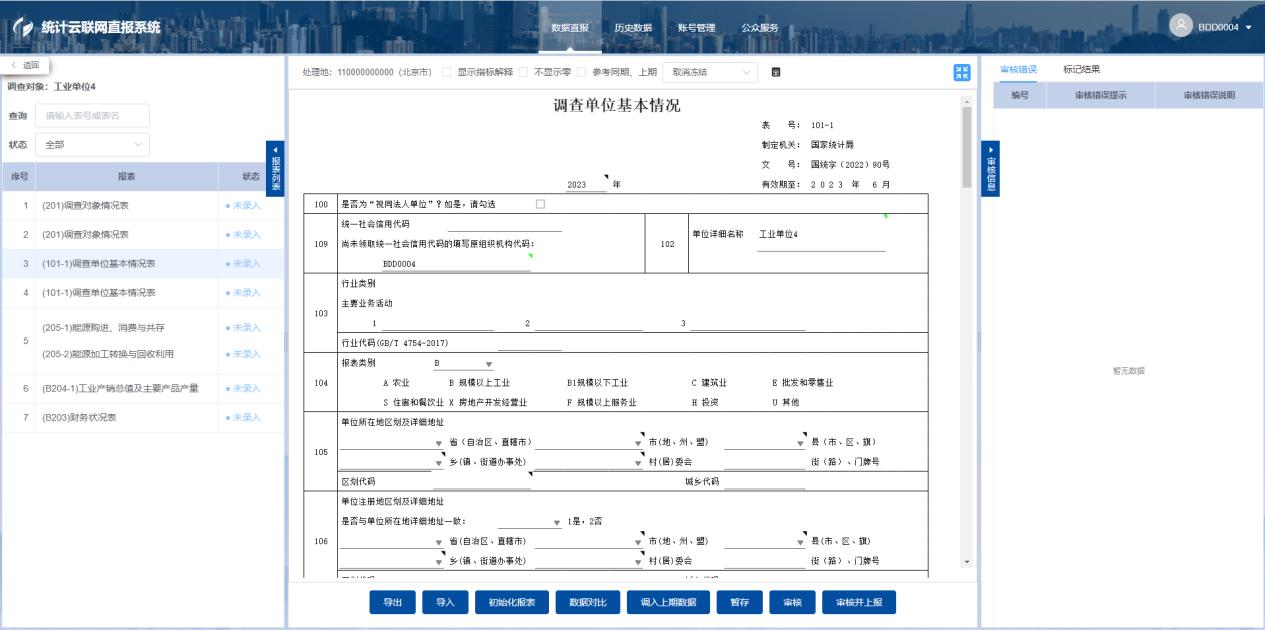 统计云联网直报系统
数据直报 历史数据 账号管理 公众服务
BDD0004
返回
调查对象：工业单位4
查询 请输入表号或表名
状态 全部
序号 报表 状态
1 (201)调查对象情况表 未录入
2 (201)调查对象情况表 未录入
3 (101-1)调查单位基本情况表 未录入
4 (101-1)调查单位基本情况表 未录入
5 (205-1)能源购进、消费与共存 未录入
(205-2)能源加工转换与回收利用 未录入
6 (B204-1)工业产销总值及主要产品产量 未录入
7 (B203)财务状况表 未录入
报表列表
处理地：110000000000（北京市） 显示指标解释 不显示零 参考同期、上期 取消冻结
调查单位基本情况
表 号： 101-1
制定机关： 国家统计局
文 号： 国统字（2022）90号
2023 年 有效期至： 2 0 2 3 年 6 月
100 是否为“视同法人单位”？如是，请勾选
109 统一社会信用代码
尚未领取统一社会信用代码的填写原组织机构代码：
BDD0004
102 单位详细名称 工业单位4
103 行业类别
主要业务活动
1 2 3
行业代码(GB/T 4754-2017)
104 报表类别 B
A 农业 B 规模以上工业 B1规模以下工业 C 建筑业 E 批发和零售业
S 住宿和餐饮业 X 房地产开发经营业 F 规模以上服务业 H 投资 U 其他
105 单位所在地区划及详细地址
省（自治区、直辖市） 市(地、州、盟) 县（市、区、旗）
乡(镇、街道办事处) 村(居)委会 街（路）、门牌号
区划代码 城乡代码
106 单位注册地区划及详细地址
是否与单位所在地详细地址一致： 1是，2否
省(自治区、直辖市) 市(地、州、盟) 县(市、区、旗)
乡(镇、街道办事处) 村(居)委会 街（路）、门牌号
导出 导入 初始化报表 数据对比 调入上期数据 暂存 审核 审核并上报
审核信息
审核错误 标记结果
编号 审核错误提示 审核错误说明
暂无数据